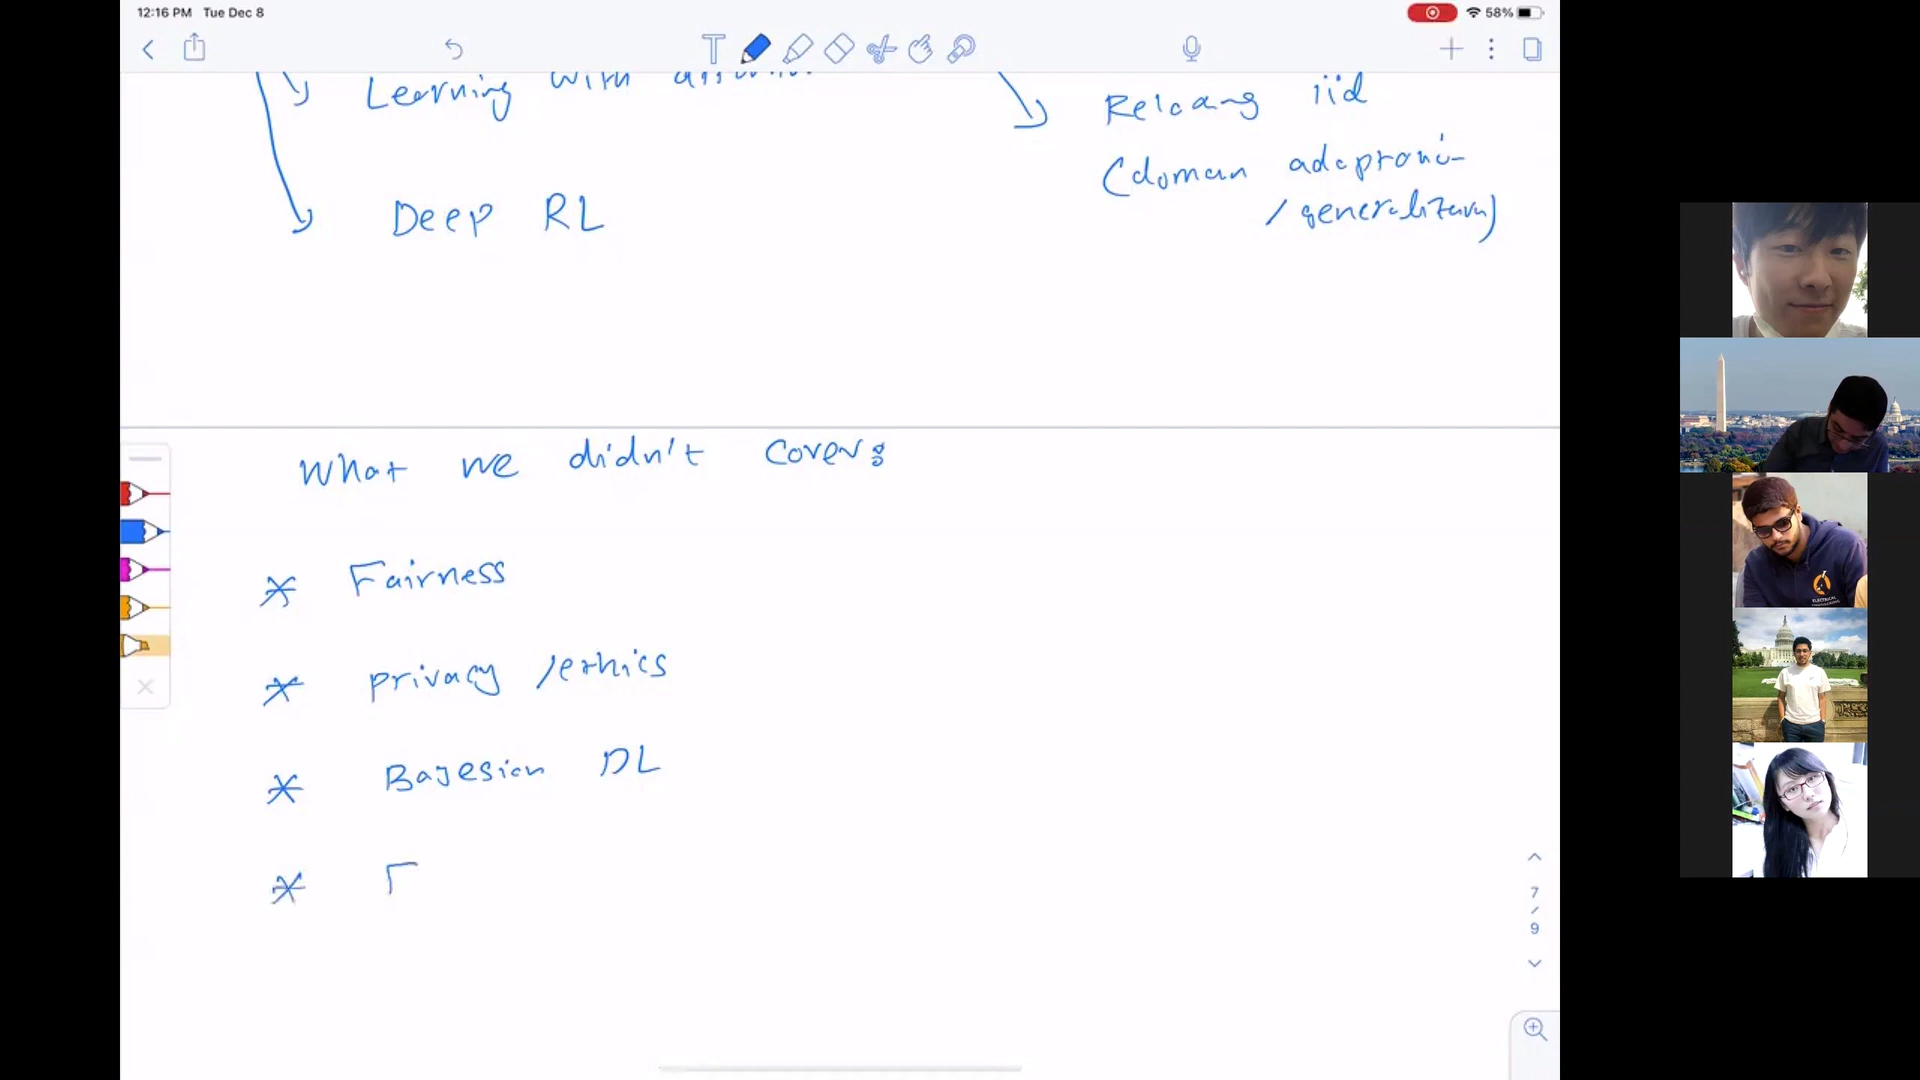 12:16 PM Tue Dec 8
58%
Learning with
Relaxing iid
(domain adaptation
/generalization)
Deep RL
What we didn't cover:
* Fairness
* privacy /ethics
* Bayesian DL
*
7
/
9
ELECTRICAL